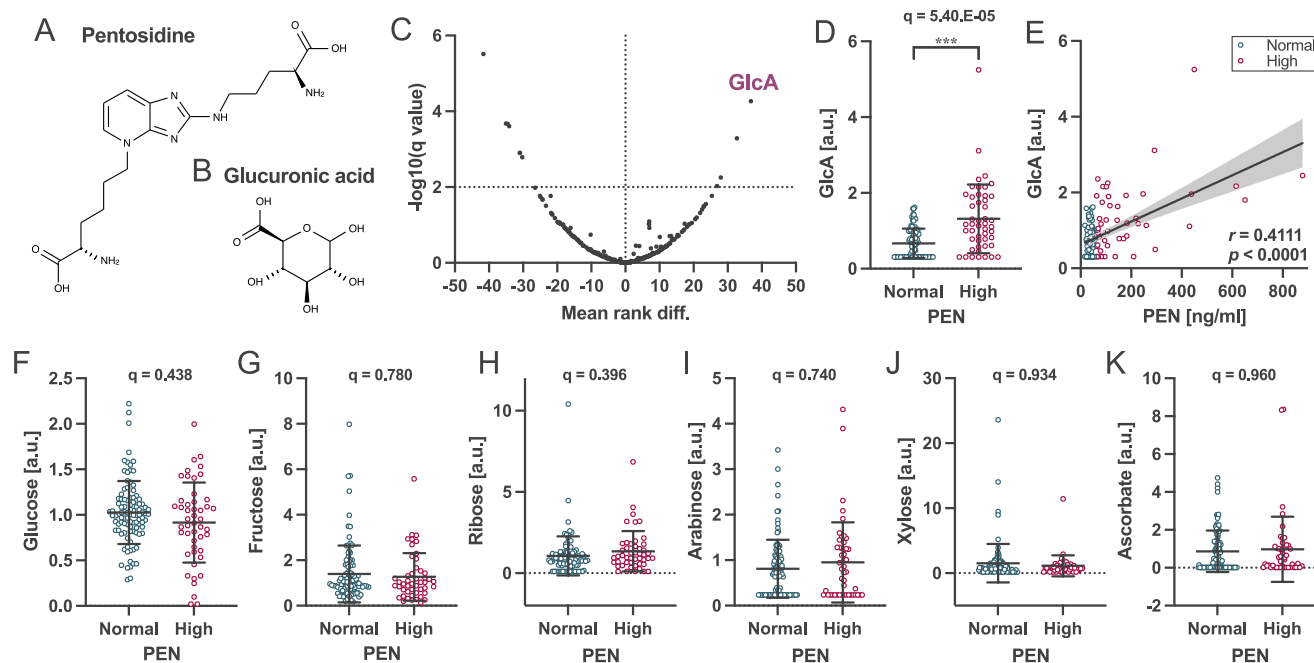 A
Pentosidine
O
OH
NH₂
N
N
N
N
NH
O
NH₂
OH
B
Glucuronic acid
OH
O
O
OH
HO
OH
OH
C
GlcA
-log10(q value)
6
4
2
0
-50
-40
-30
-20
-10
0
10
20
30
40
50
Mean rank diff.
D
q = 5.40.E-05
***
GlcA [a.u.]
6
4
2
0
Normal
High
PEN
E
Normal
High
GlcA [a.u.]
6
4
2
0
r = 0.4111
p < 0.0001
0
200
400
600
800
PEN [ng/ml]
F
q = 0.438
Glucose [a.u.]
2.5
2.0
1.5
1.0
0.5
0.0
Normal
High
PEN
G
q = 0.780
Fructose [a.u.]
10
8
6
4
2
0
Normal
High
PEN
H
q = 0.396
Ribose [a.u.]
10
5
0
Normal
High
PEN
I
q = 0.740
Arabinose [a.u.]
5
4
3
2
1
0
Normal
High
PEN
J
q = 0.934
Xylose [a.u.]
30
20
10
0
Normal
High
PEN
K
q = 0.960
Ascorbate [a.u.]
10
8
6
4
2
0
-2
Normal
High
PEN